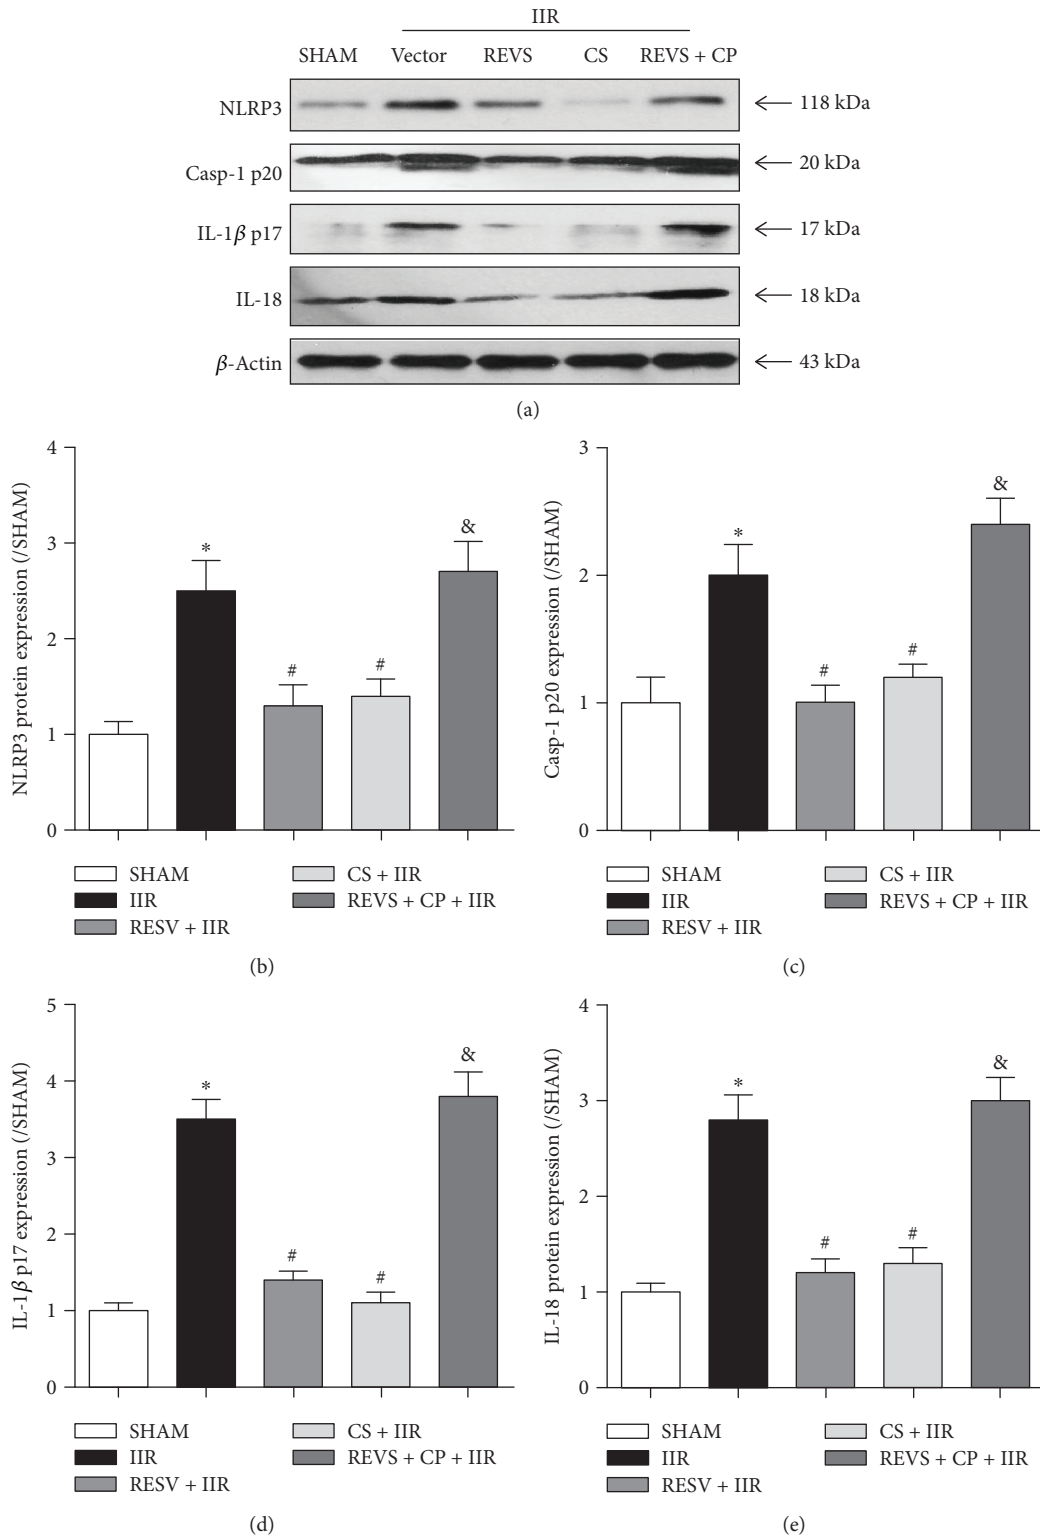 IIR
SHAM Vector REVS CS REVS + CP
NLRP3 118 kDa
Casp-1 p20 20 kDa
IL-1β p17 17 kDa
IL-18 18 kDa
β-Actin 43 kDa
(a)
NLRP3 protein expression (/SHAM)
4
3
2
1
0
*
#
#
&
SHAM
IIR
RESV + IIR
CS + IIR
REVS + CP + IIR
(b)
Casp-1 p20 expression (/SHAM)
3
2
1
0
*
#
#
&
SHAM
IIR
RESV + IIR
CS + IIR
REVS + CP + IIR
(c)
IL-1β p17 expression (/SHAM)
5
4
3
2
1
0
*
#
#
&
SHAM
IIR
RESV + IIR
CS + IIR
REVS + CP + IIR
(d)
IL-18 protein expression (/SHAM)
4
3
2
1
0
*
#
#
&
SHAM
IIR
RESV + IIR
CS + IIR
REVS + CP + IIR
(e)